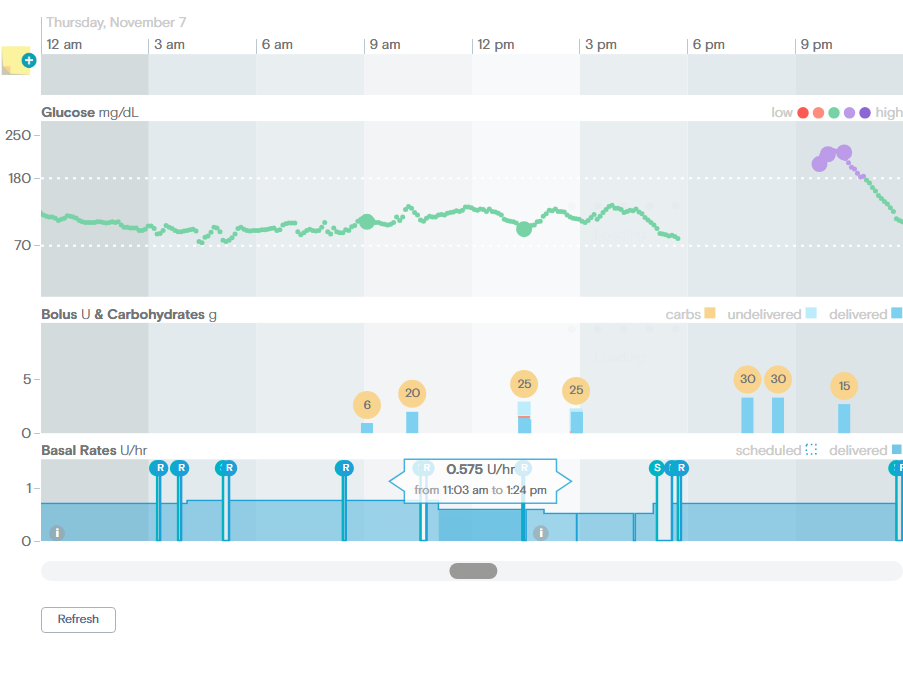 Thursday, November 7
12 am 3 am 6 am 9 am 12 pm 3 pm 6 pm 9 pm
Glucose mg/dL low high
250
180
70
Bolus U & Carbohydrates g carbs undelivered delivered
5
6 20 25 25 30 30 15
0
Basal Rates U/hr scheduled delivered
R R R R R R S R
0.575 U/hr
from 11:03 am to 1:24 pm
1
0
i i
Refresh